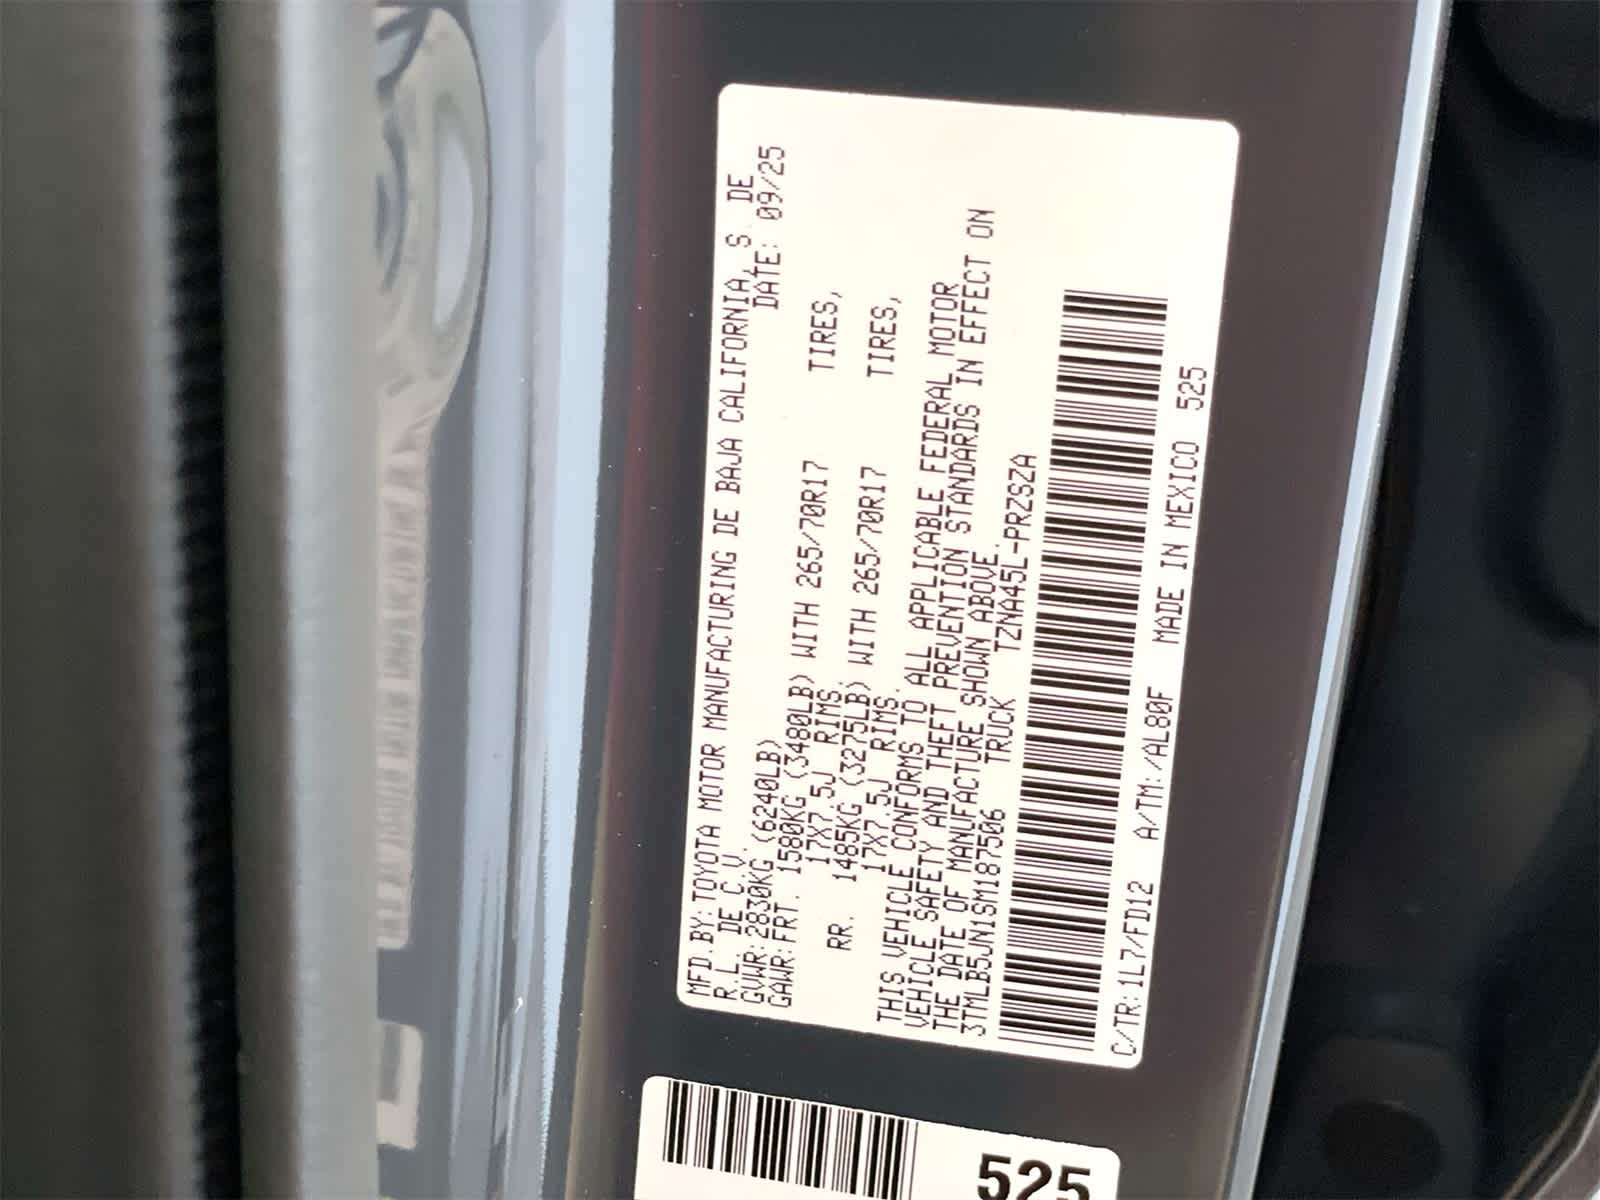 MFD.BY:TOYOTA MOTOR MANUFACTURING DE BAJA CALIFORNIA, S. DE
R.L. DE C.V. DATE: 09/25
GVWR:2830KG (6240LB)
GAWR:FRT. 1580KG (3480LB) WITH 265/70R17 TIRES,
17X7.5J RIMS.
RR. 1485KG (3275LB) WITH 265/70R17 TIRES,
17X7.5J RIMS.
THIS VEHICLE CONFORMS TO ALL APPLICABLE FEDERAL MOTOR
VEHICLE SAFETY AND THEFT PREVENTION STANDARDS IN EFFECT ON
THE DATE OF MANUFACTURE SHOWN ABOVE.
3TMLB5JN1SM187506 TRUCK TZNA45L-PRZSZA
C/TR:1L7/FD12 A/TM:/AL80F MADE IN MEXICO 525
525